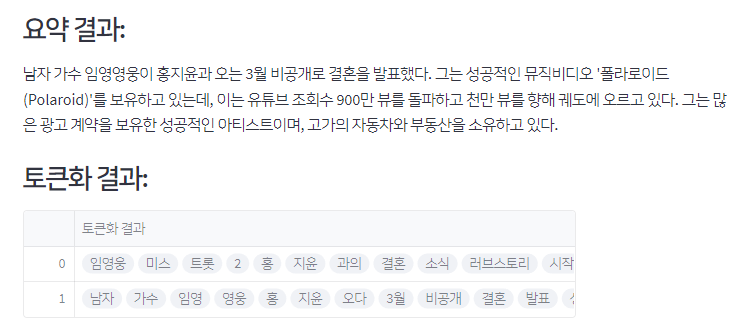 요약 결과:
남자 가수 임영영웅이 홍지윤과 오는 3월 비공개로 결혼을 발표했다. 그는 성공적인 뮤직비디오 '폴라로이드
(Polaroid)'를 보유하고 있는데, 이는 유튜브 조회수 900만 뷰를 돌파하고 천만 뷰를 향해 궤도에 오르고 있다. 그는 많
은 광고 계약을 보유한 성공적인 아티스트이며, 고가의 자동차와 부동산을 소유하고 있다.
토큰화 결과:
토큰화 결과
0 임영웅 미스 트롯 2 홍 지윤 과의 결혼 소식 러브스토리 시작
1 남자 가수 임영 영웅 홍 지윤 오다 3월 비공개 결혼 발표